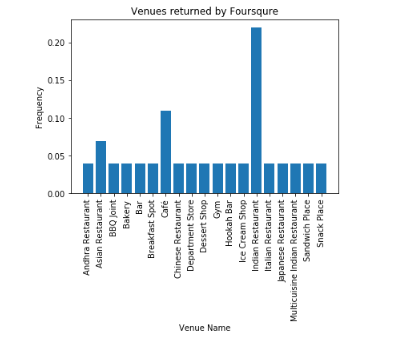 Venues returned by Foursqure
0.20
0.15
0.10
0.05
0.00
Frequency
Andhra Restaurant
Asian Restaurant
BBQ Joint
Bakery
Bar
Breakfast Spot
Café
Chinese Restaurant
Department Store
Dessert Shop
Gym
Hookah Bar
Ice Cream Shop
Indian Restaurant
Italian Restaurant
Japanese Restaurant
Multicuisine Indian Restaurant
Sandwich Place
Snack Place
Venue Name